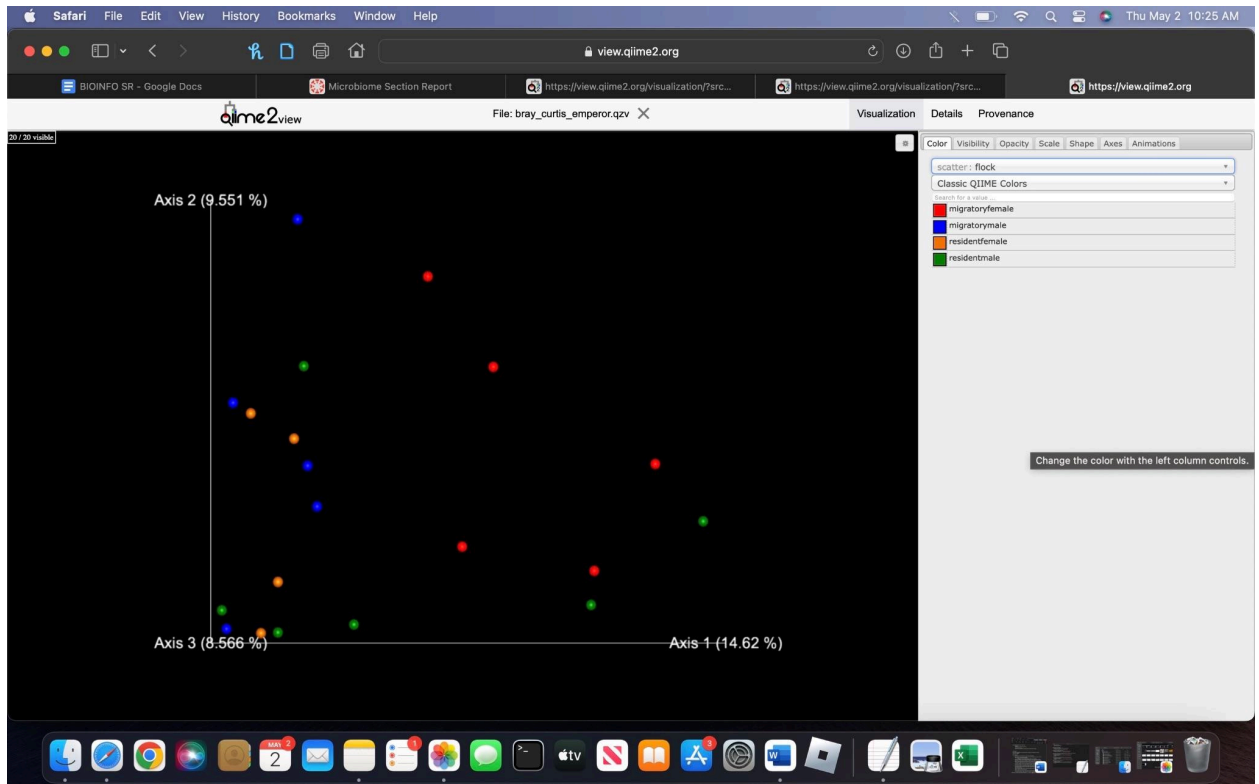 Safari File Edit View History Bookmarks Window Help Thu May 2 10:25 AM
view.qiime2.org
BIOINFO SR - Google Docs Microbiome Section Report https://view.qiime2.org/visualization/?src... https://view.qiime2.org/visualization/?src... https://view.qiime2.org
qiime2view File: bray_curtis_emperor.qzv Visualization Details Provenance
20 / 20 visible
Color Visibility Opacity Scale Shape Axes Animations
scatter : flock
Classic QIIME Colors
Search for a value ...
migratoryfemale
migratorymale
residentfemale
residentmale
Axis 2 (9.551 %)
Change the color with the left column controls.
Axis 3 (8.566 %) Axis 1 (14.62 %)
MAY 2
2
1
tv
3